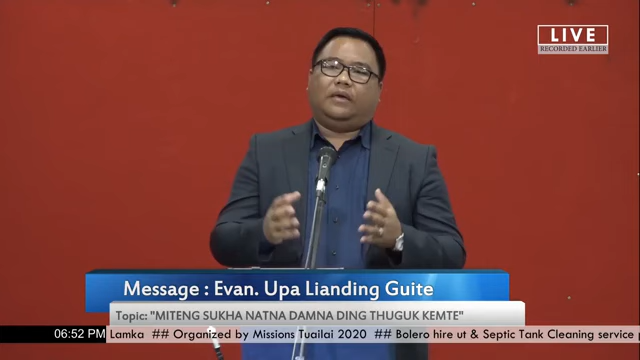 LIVE
RECORDED EARLIER
Message : Evan. Upa Lianding Guite
Topic: "MITENG SUKHA NATNA DAMNA DING THUGUK KEMTE"
06:52 PM Lamka ## Organized by Missions Tuailai 2020 ## Bolero hire ut & Septic Tank Cleaning service p